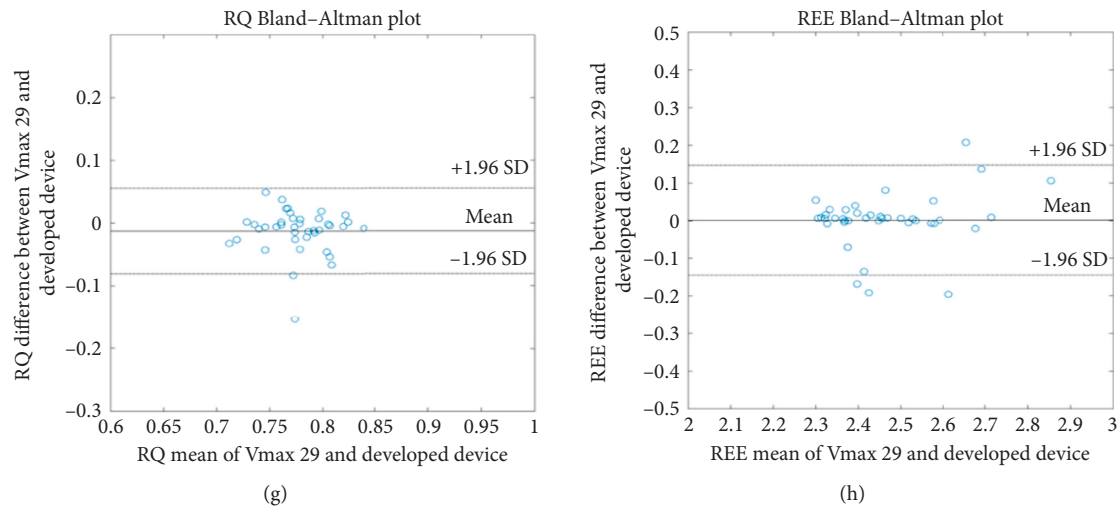 RQ Bland–Altman plot
RQ difference between Vmax 29 and
developed device
0.2
0.1
0
−0.1
−0.2
−0.3
+1.96 SD
Mean
−1.96 SD
0.6 0.65 0.7 0.75 0.8 0.85 0.9 0.95 1
RQ mean of Vmax 29 and developed device
(g)
REE Bland–Altman plot
REE difference between Vmax 29 and
developed device
0.5
0.4
0.3
0.2
0.1
0
−0.1
−0.2
−0.3
−0.4
−0.5
+1.96 SD
Mean
−1.96 SD
2 2.1 2.2 2.3 2.4 2.5 2.6 2.7 2.8 2.9 3
REE mean of Vmax 29 and developed device
(h)